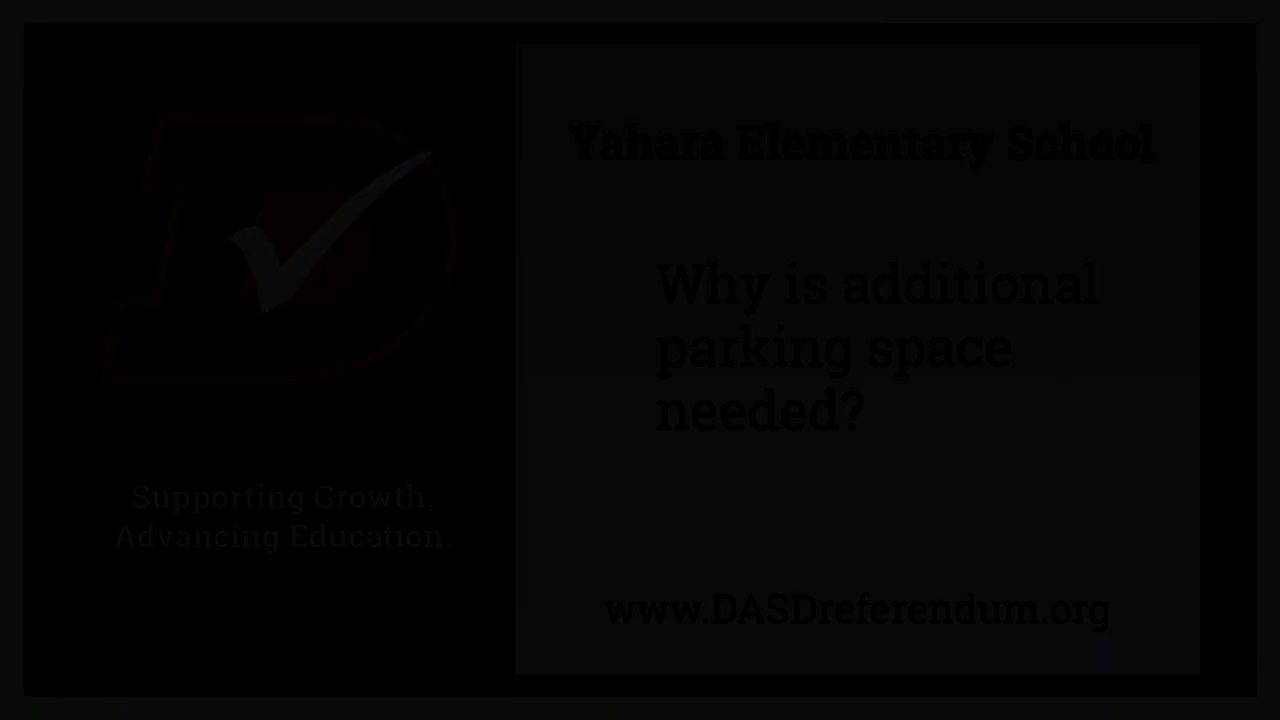 Yahara Elementary School
Why is additional
parking space
needed?
www.DASDreferendum.org
Supporting Growth.
Advancing Education.